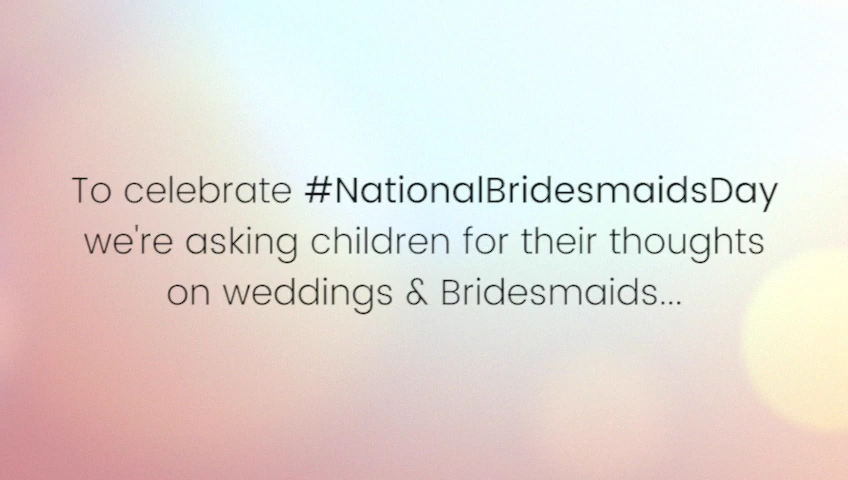 To celebrate #NationalBridesmaidsDay
we're asking children for their thoughts
on weddings & Bridesmaids...